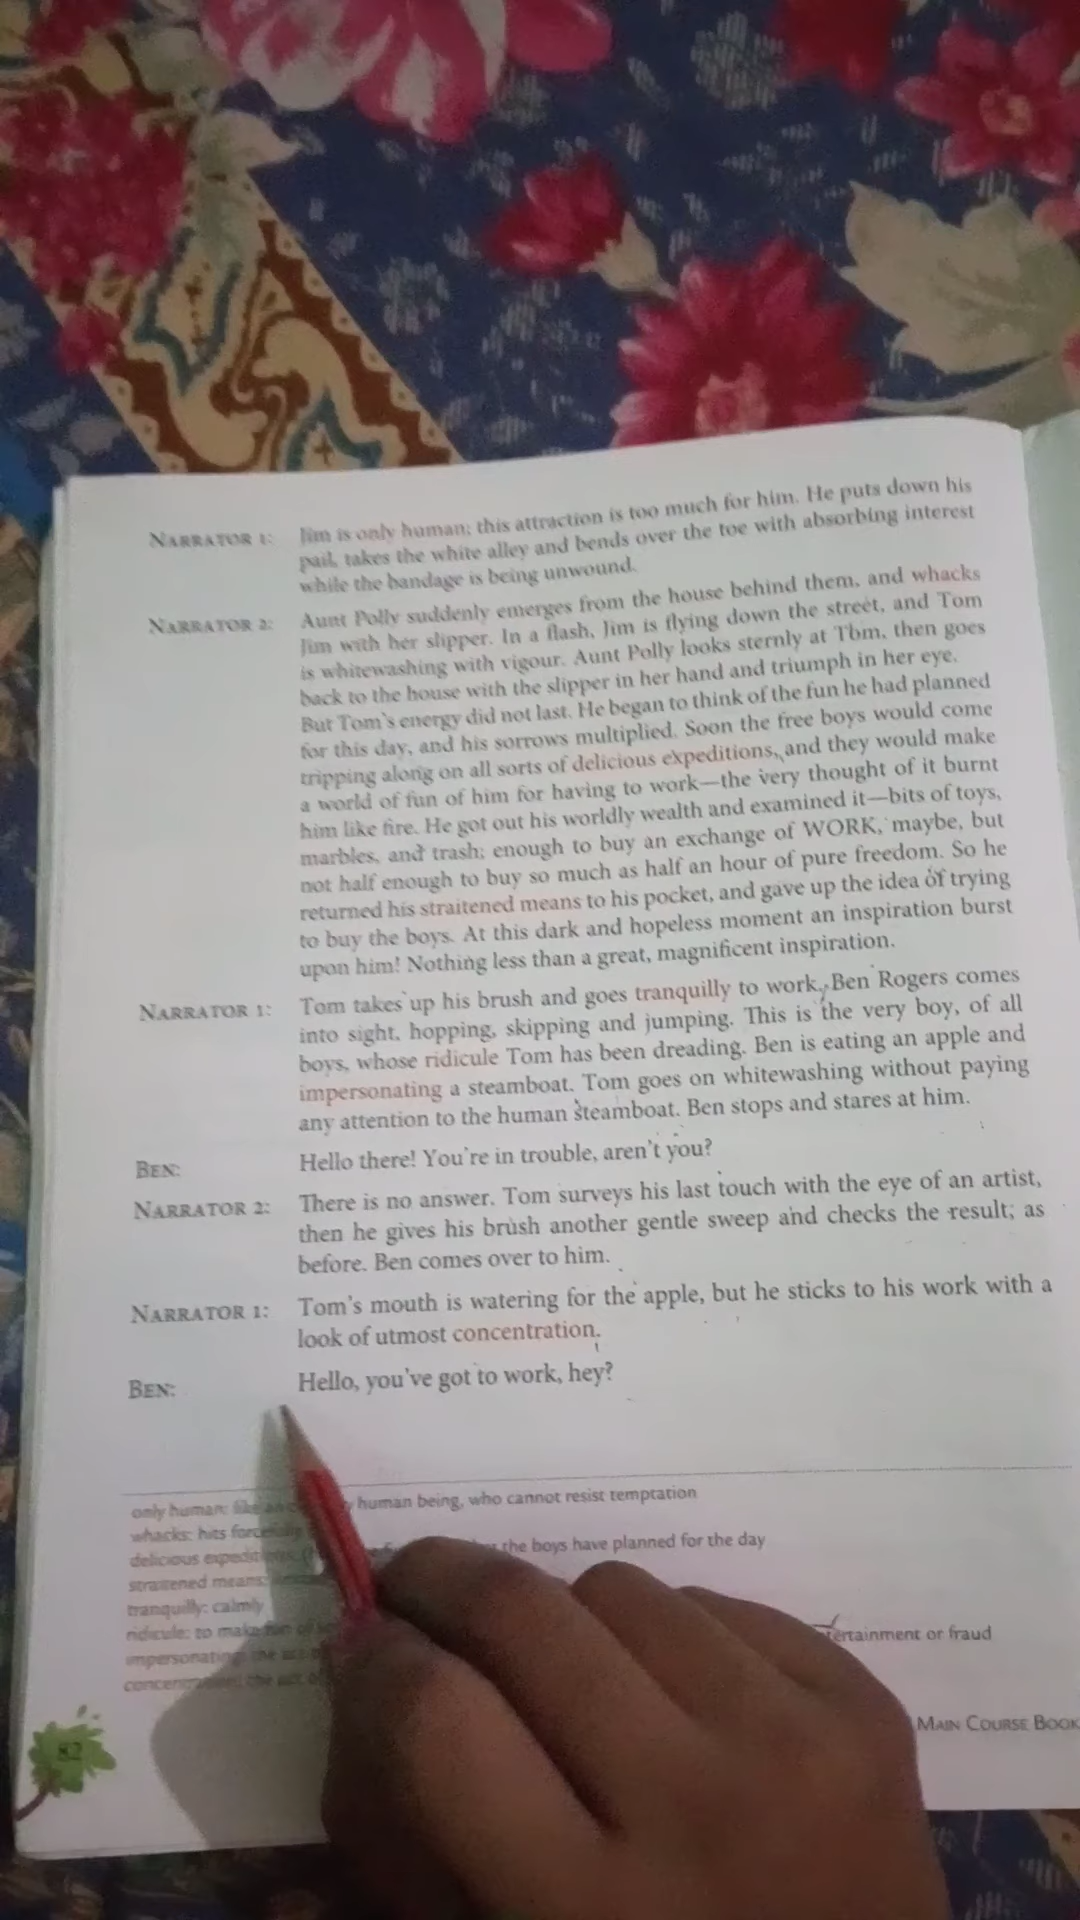 NARRATOR 1: Jim is only human; this attraction is too much for him. He puts down his
pail, takes the white alley and bends over the toe with absorbing interest
while the bandage is being unwound.
NARRATOR 2: Aunt Polly suddenly emerges from the house behind them, and whacks
Jim with her slipper. In a flash, Jim is flying down the street, and Tom
is whitewashing with vigour. Aunt Polly looks sternly at Tom, then goes
back to the house with the slipper in her hand and triumph in her eye.
But Tom's energy did not last. He began to think of the fun he had planned
for this day, and his sorrows multiplied. Soon the free boys would come
tripping along on all sorts of delicious expeditions, and they would make
a world of fun of him for having to work—the very thought of it burnt
him like fire. He got out his worldly wealth and examined it—bits of toys,
marbles, and trash; enough to buy an exchange of WORK, maybe, but
not half enough to buy so much as half an hour of pure freedom. So he
returned his straitened means to his pocket, and gave up the idea of trying
to buy the boys. At this dark and hopeless moment an inspiration burst
upon him! Nothing less than a great, magnificent inspiration.
NARRATOR 1: Tom takes up his brush and goes tranquilly to work. Ben Rogers comes
into sight, hopping, skipping and jumping. This is the very boy, of all
boys, whose ridicule Tom has been dreading. Ben is eating an apple and
impersonating a steamboat. Tom goes on whitewashing without paying
any attention to the human steamboat. Ben stops and stares at him.
BEN: Hello there! You're in trouble, aren't you?
NARRATOR 2: There is no answer. Tom surveys his last touch with the eye of an artist,
then he gives his brush another gentle sweep and checks the result; as
before. Ben comes over to him.
NARRATOR 1: Tom's mouth is watering for the apple, but he sticks to his work with a
look of utmost concentration.
BEN: Hello, you've got to work, hey?
only human: like an human being, who cannot resist temptation
whacks: hits forcefully
delicious expeditions: the boys have planned for the day
straitened means:
tranquilly: calmly
ridicule: to make fun of entertainment or fraud
impersonating: the act
concentration: the act of
82
MAIN COURSE BOOK